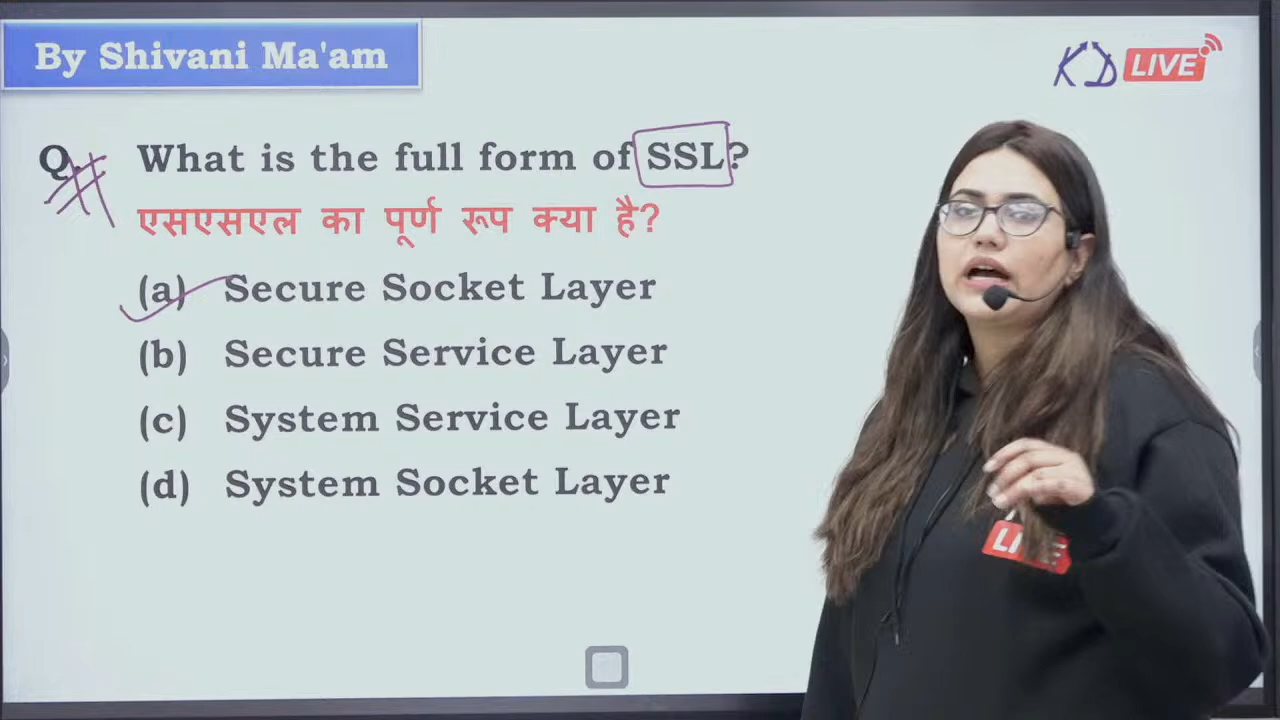 By Shivani Ma'am
KD LIVE
Q. What is the full form of SSL?
एसएसएल का पूर्ण रूप क्या है?
(a) Secure Socket Layer
(b) Secure Service Layer
(c) System Service Layer
(d) System Socket Layer